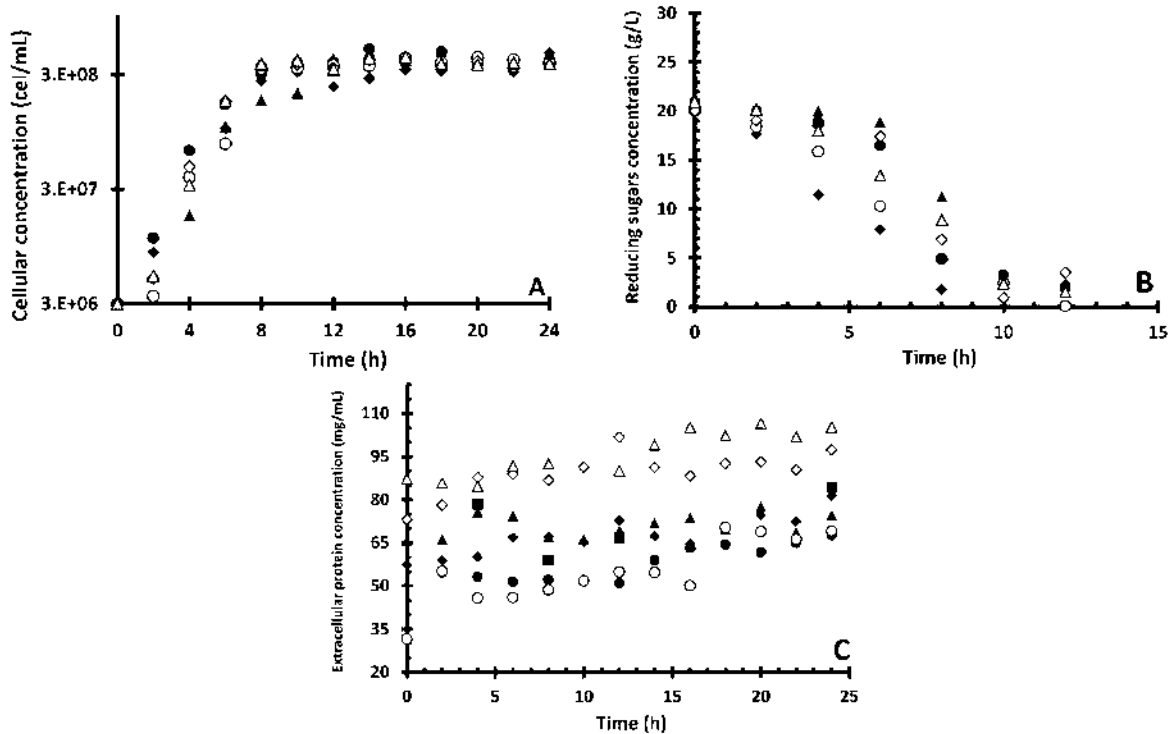 Cellular concentration (cel/mL)
3.E+08
3.E+07
3.E+06
0 4 8 12 16 20 24
Time (h)
A
Reducing sugars concentration (g/L)
30
25
20
15
10
5
0
0 5 10 15
Time (h)
B
Extracellular protein concentration (mg/mL)
110
95
80
65
50
35
20
0 5 10 15 20 25
Time (h)
C